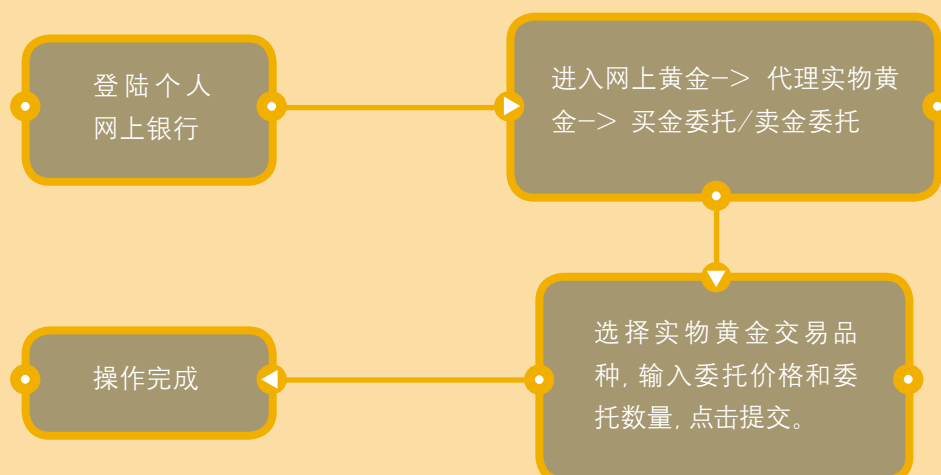 登陆个人
网上银行
进入网上黄金—> 代理实物黄
金—> 买金委托/卖金委托
选择实物黄金交易品
种,输入委托价格和委
托数量,点击提交。
操作完成